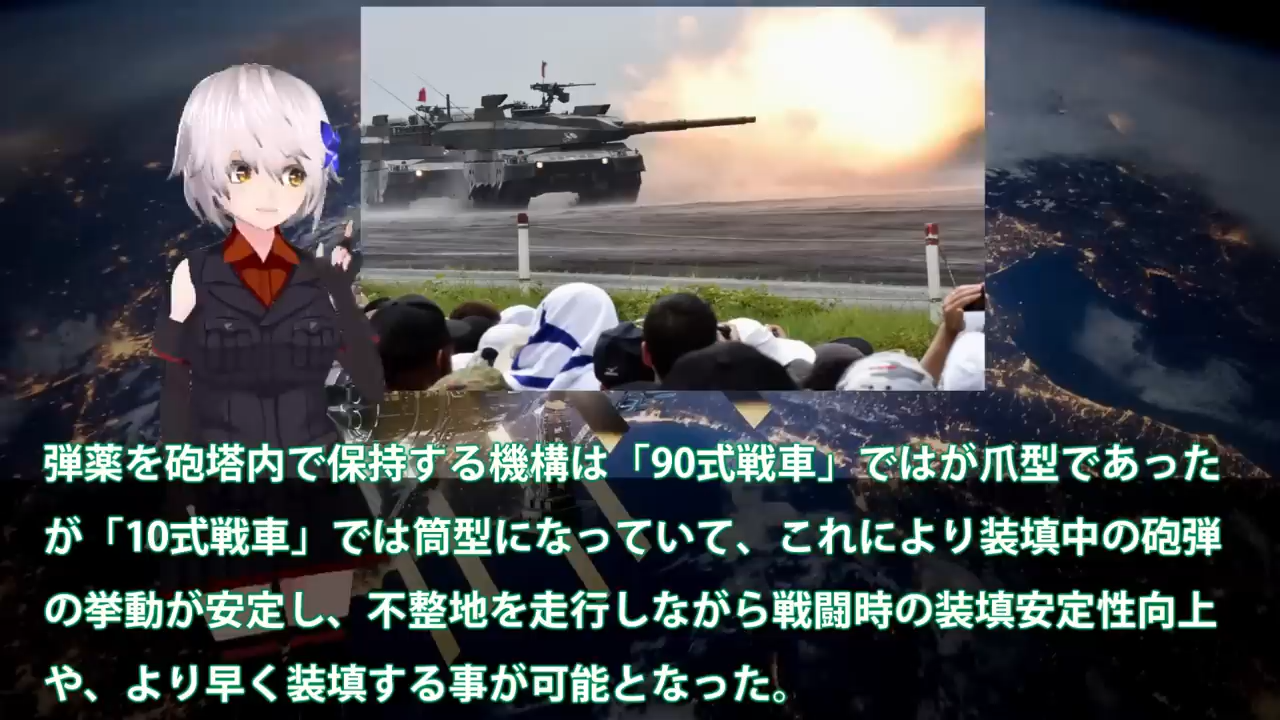 弾薬を砲塔内で保持する機構は「90式戦車」ではが爪型であった
が「10式戦車」では筒型になっていて、これにより装填中の砲弾
の挙動が安定し、不整地を走行しながら戦闘時の装填安定性向上
や、より早く装填する事が可能となった。